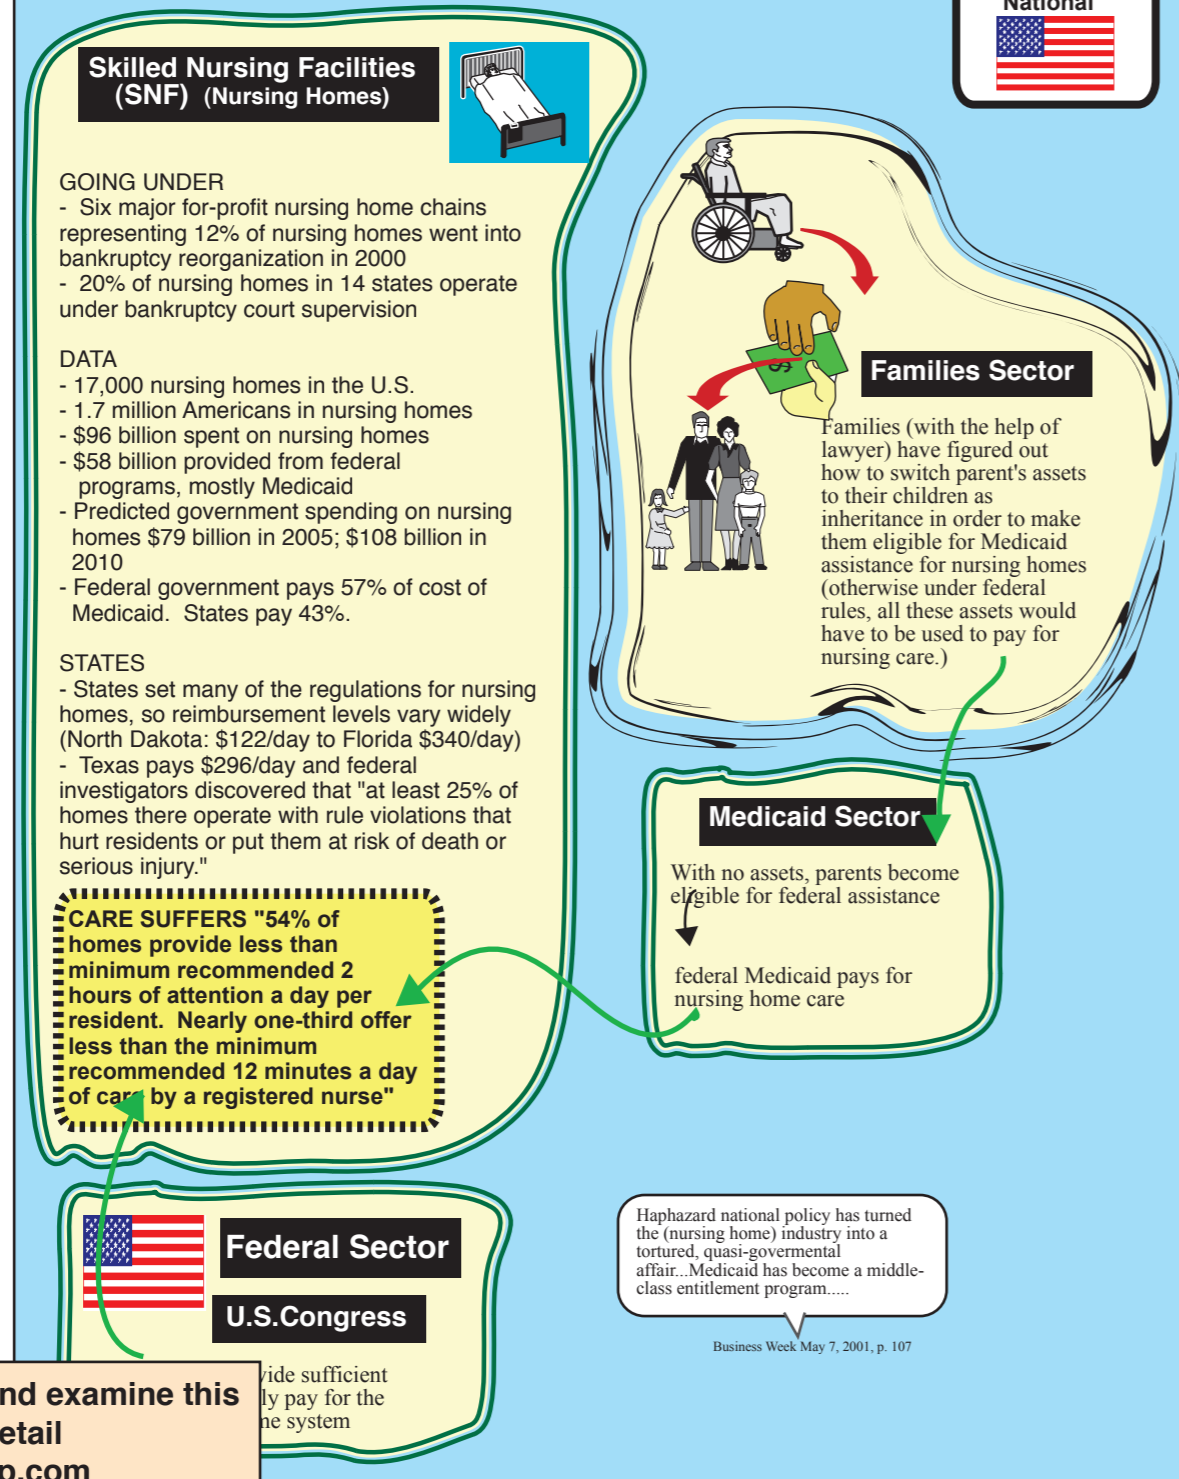 National
Skilled Nursing Facilities
(SNF) (Nursing Homes)
GOING UNDER
- Six major for-profit nursing home chains
representing 12% of nursing homes went into
bankruptcy reorganization in 2000
- 20% of nursing homes in 14 states operate
under bankruptcy court supervision
DATA
- 17,000 nursing homes in the U.S.
- 1.7 million Americans in nursing homes
- $96 billion spent on nursing homes
- $58 billion provided from federal
programs, mostly Medicaid
- Predicted government spending on nursing
homes $79 billion in 2005; $108 billion in
2010
- Federal government pays 57% of cost of
Medicaid. States pay 43%.
STATES
- States set many of the regulations for nursing
homes, so reimbursement levels vary widely
(North Dakota: $122/day to Florida $340/day)
- Texas pays $296/day and federal
investigators discovered that "at least 25% of
homes there operate with rule violations that
hurt residents or put them at risk of death or
serious injury."
CARE SUFFERS "54% of
homes provide less than
minimum recommended 2
hours of attention a day per
resident. Nearly one-third offer
less than the minimum
recommended 12 minutes a day
of care by a registered nurse"
$
Families Sector
Families (with the help of
lawyer) have figured out
how to switch parent's assets
to their children as
inheritance in order to make
them eligible for Medicaid
assistance for nursing homes
(otherwise under federal
rules, all these assets would
have to be used to pay for
nursing care.)
Medicaid Sector
With no assets, parents become
eligible for federal assistance
federal Medicaid pays for
nursing home care
Federal Sector
U.S.Congress
sufficient
pay for the
system
Haphazard national policy has turned
the (nursing home) industry into a
tortured, quasi-govermental
affair...Medicaid has become a middle-
class entitlement program.....
Business Week May 7, 2001, p. 107
examine this